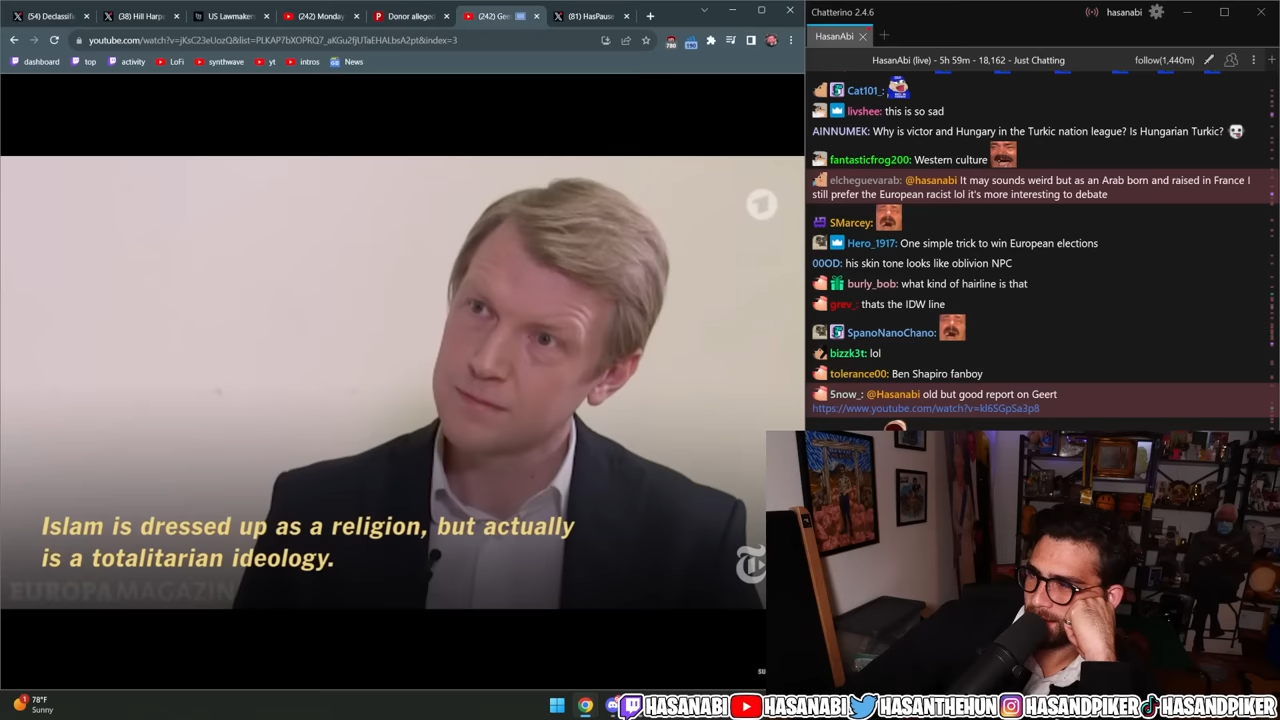 (54) Declassifi
(38) Hill Harpe
US Lawmaker
(242) Monday
Donor allege
(242) Gee
(81) HasPause
youtube.com/watch?v=jKsC23eUozQ&list=PLKAP7bXOPRQ7_aKGu2fjUTaEHALbsA2pt&index=3
780
190
dashboard
top
activity
LoFi
synthwave
yt
intros
News
Chatterino 2.4.6
hasanabi
HasanAbi
HasanAbi (live) - 5h 59m - 18,162 - Just Chatting
follow(1,440m)
Cat101_:
livshee: this is so sad
AINNUMEK: Why is victor and Hungary in the Turkic nation league? Is Hungarian Turkic?
fantasticfrog200: Western culture
elcheguevarab: @hasanabi It may sounds weird but as an Arab born and raised in France I
still prefer the European racist lol it's more interesting to debate
SMarcey:
Hero_1917: One simple trick to win European elections
00OD: his skin tone looks like oblivion NPC
burly_bob: what kind of hairline is that
grev_: thats the IDW line
SpanoNanoChano:
bizzk3t: lol
tolerance00: Ben Shapiro fanboy
5now_: @Hasanabi old but good report on Geert
https://www.youtube.com/watch?v=kl6SGpSa3p8
Islam is dressed up as a religion, but actually
is a totalitarian ideology.
EUROPAMAGAZIN
78°F
Sunny
HASANABI
HASANABI
HASANTHEHUN
HASANDPIKER
HASANDPIKER